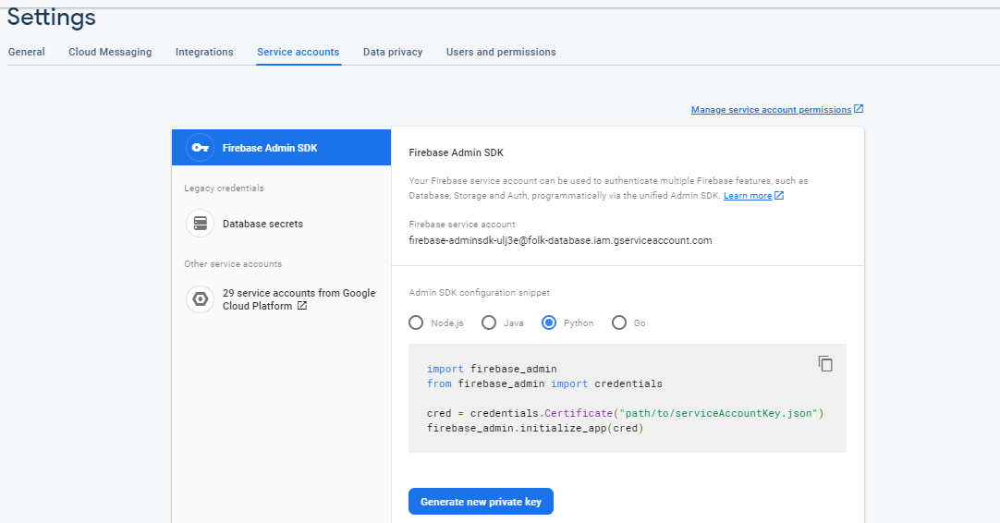 Settings
General Cloud Messaging Integrations Service accounts Data privacy Users and permissions
Manage service account permissions
Firebase Admin SDK
Legacy credentials
Database secrets
Other service accounts
29 service accounts from Google
Cloud Platform
Firebase Admin SDK
Your Firebase service account can be used to authenticate multiple Firebase features, such as
Database, Storage and Auth, programmatically via the unified Admin SDK. Learn more
Firebase service account
firebase-adminsdk-ulj3e@folk-database.iam.gserviceaccount.com
Admin SDK configuration snippet
Node.js Java Python Go
import firebase_admin
from firebase_admin import credentials
cred = credentials.Certificate("path/to/serviceAccountKey.json")
firebase_admin.initialize_app(cred)
Generate new private key